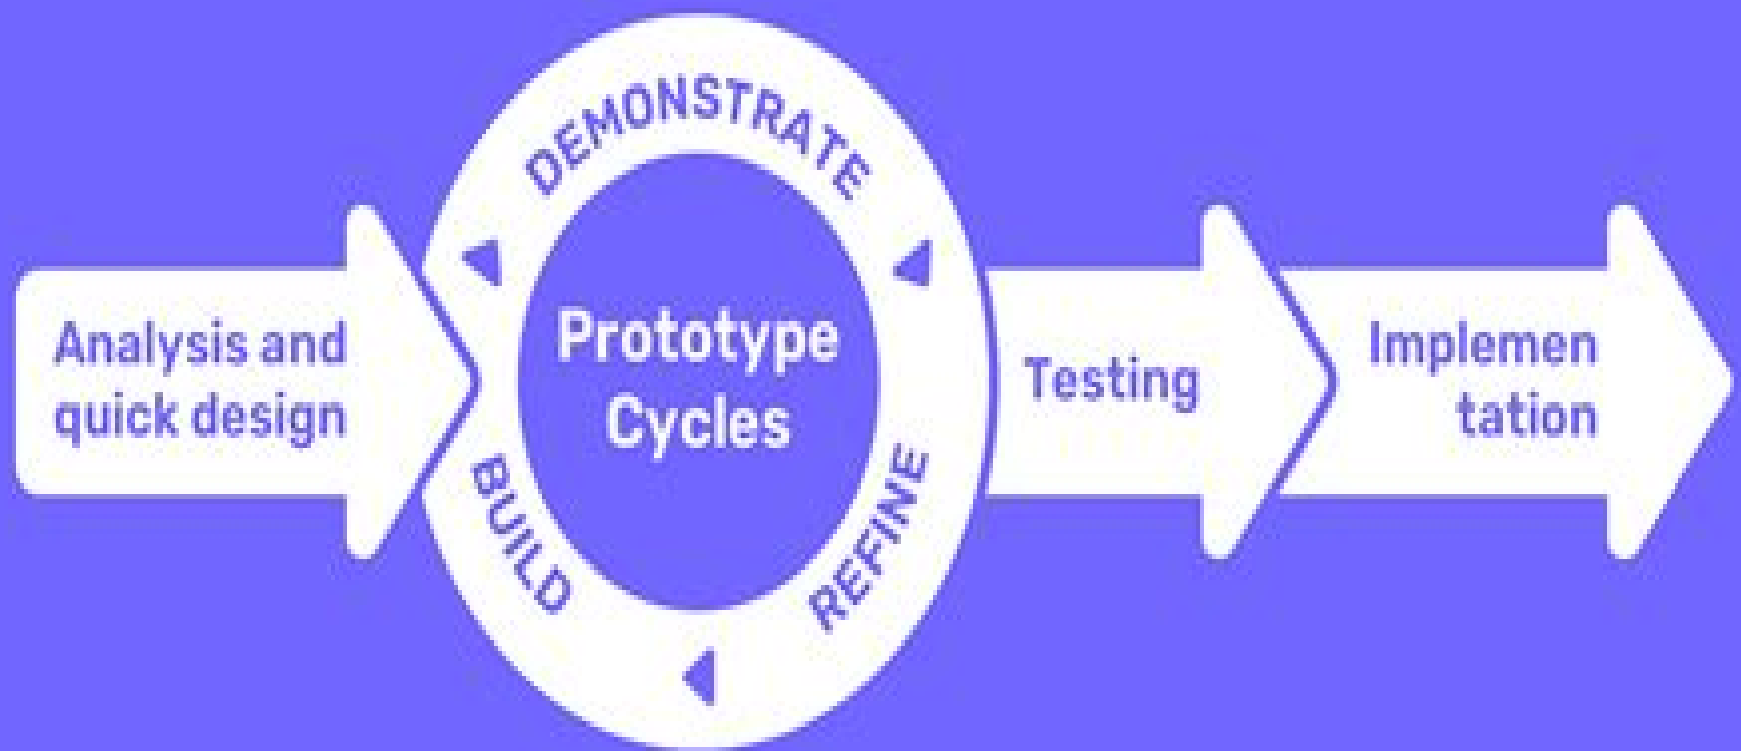 Analysis and
quick design
DEMONSTRATE
Prototype
Cycles
BUILD
REFINE
Testing
Implemen
tation